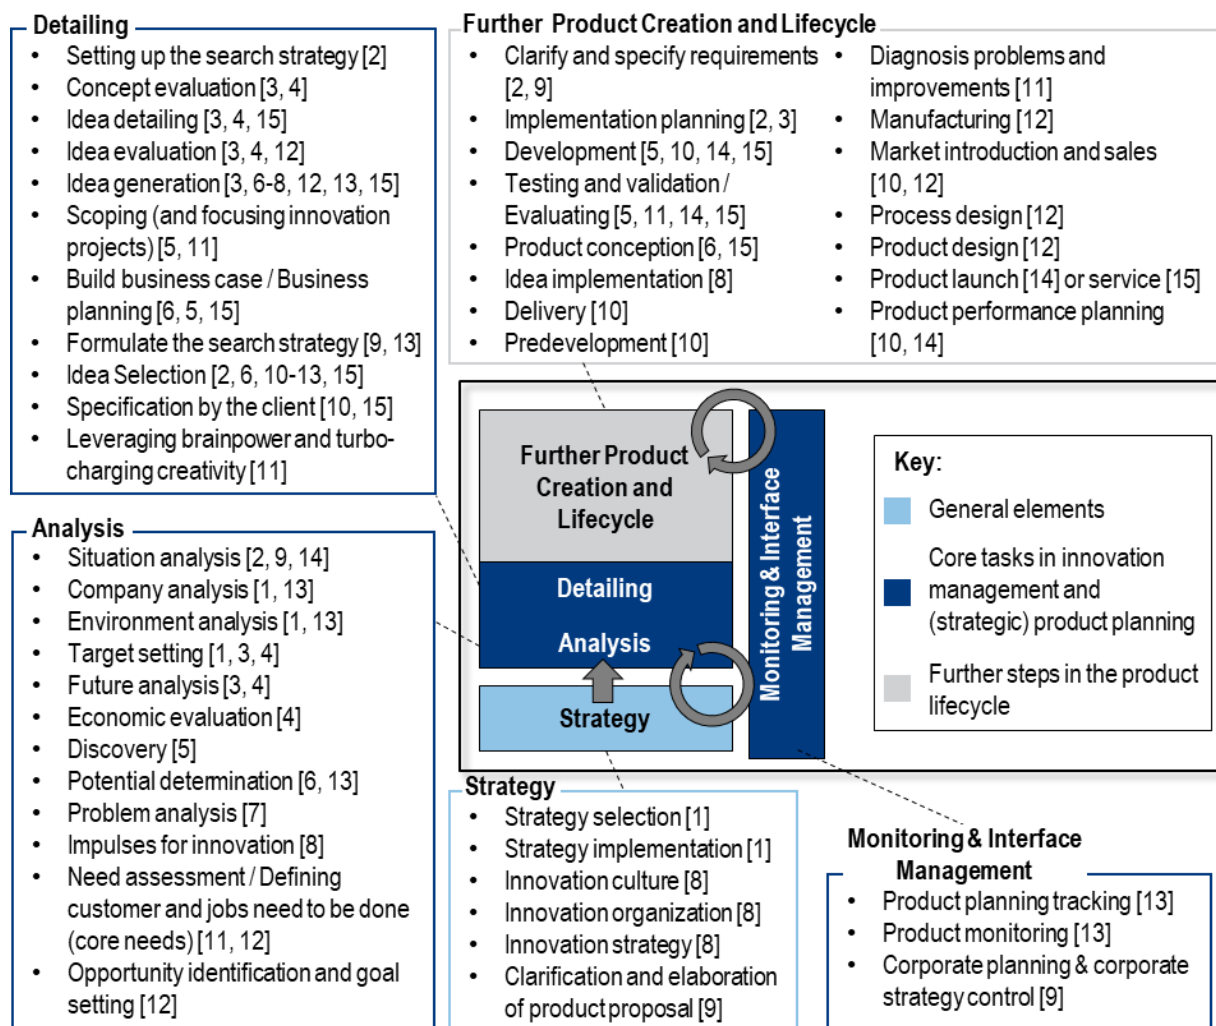 Detailing
• Setting up the search strategy [2]
• Concept evaluation [3, 4]
• Idea detailing [3, 4, 15]
• Idea evaluation [3, 4, 12]
• Idea generation [3, 6-8, 12, 13, 15]
• Scoping (and focusing innovation
projects) [5, 11]
• Build business case / Business
planning [6, 5, 15]
• Formulate the search strategy [9, 13]
• Idea Selection [2, 6, 10-13, 15]
• Specification by the client [10, 15]
• Leveraging brainpower and turbo-
charging creativity [11]
Further Product Creation and Lifecycle
• Clarify and specify requirements
[2, 9]
• Implementation planning [2, 3]
• Development [5, 10, 14, 15]
• Testing and validation /
Evaluating [5, 11, 14, 15]
• Product conception [6, 15]
• Idea implementation [8]
• Delivery [10]
• Predevelopment [10]
• Diagnosis problems and
improvements [11]
• Manufacturing [12]
• Market introduction and sales
[10, 12]
• Process design [12]
• Product design [12]
• Product launch [14] or service [15]
• Product performance planning
[10, 14]
Further Product
Creation and
Lifecycle
Detailing
Analysis
Strategy
Monitoring & Interface
Management
Key:
General elements
Core tasks in innovation
management and
(strategic) product planning
Further steps in the product
lifecycle
Analysis
• Situation analysis [2, 9, 14]
• Company analysis [1, 13]
• Environment analysis [1, 13]
• Target setting [1, 3, 4]
• Future analysis [3, 4]
• Economic evaluation [4]
• Discovery [5]
• Potential determination [6, 13]
• Problem analysis [7]
• Impulses for innovation [8]
• Need assessment / Defining
customer and jobs need to be done
(core needs) [11, 12]
• Opportunity identification and goal
setting [12]
Strategy
• Strategy selection [1]
• Strategy implementation [1]
• Innovation culture [8]
• Innovation organization [8]
• Innovation strategy [8]
• Clarification and elaboration
of product proposal [9]
Monitoring & Interface
Management
• Product planning tracking [13]
• Product monitoring [13]
• Corporate planning & corporate
strategy control [9]